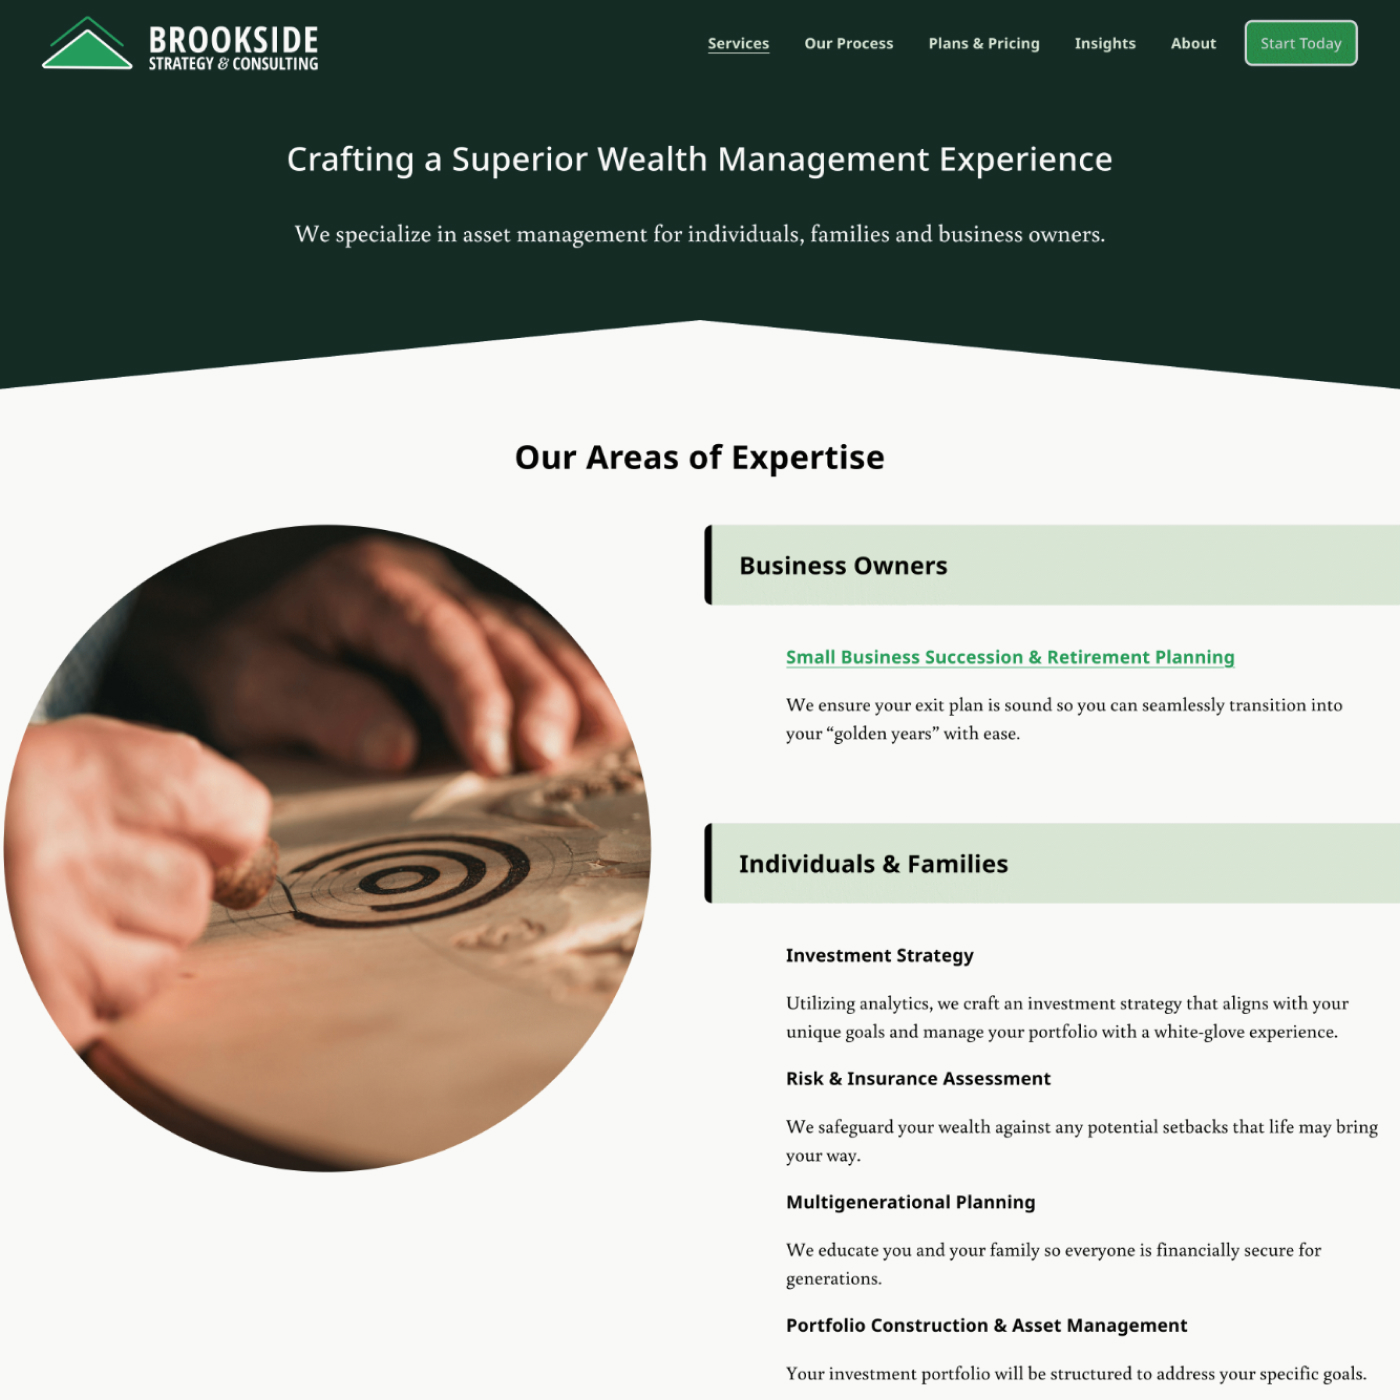 BROOKSIDE
STRATEGY & CONSULTING
Services Our Process Plans & Pricing Insights About Start Today
Crafting a Superior Wealth Management Experience
We specialize in asset management for individuals, families and business owners.
Our Areas of Expertise
Business Owners
Small Business Succession & Retirement Planning
We ensure your exit plan is sound so you can seamlessly transition into
your “golden years” with ease.
Individuals & Families
Investment Strategy
Utilizing analytics, we craft an investment strategy that aligns with your
unique goals and manage your portfolio with a white-glove experience.
Risk & Insurance Assessment
We safeguard your wealth against any potential setbacks that life may bring
your way.
Multigenerational Planning
We educate you and your family so everyone is financially secure for
generations.
Portfolio Construction & Asset Management
Your investment portfolio will be structured to address your specific goals.